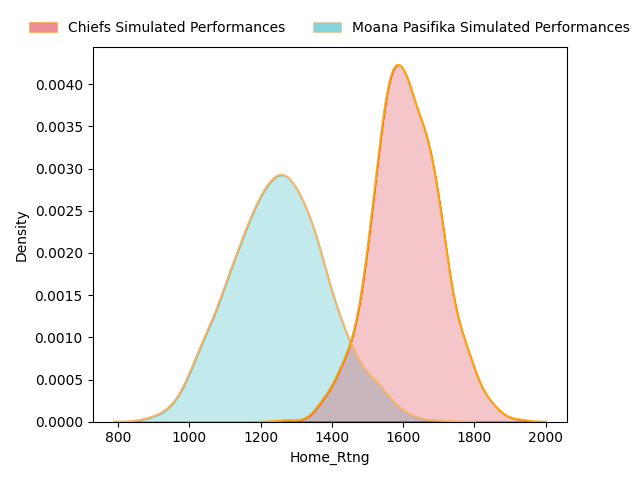 Chiefs Simulated Performances Moana Pasifika Simulated Performances
Density
0.0040
0.0035
0.0030
0.0025
0.0020
0.0015
0.0010
0.0005
0.0000
800 1000 1200 1400 1600 1800 2000
Home_Rtng